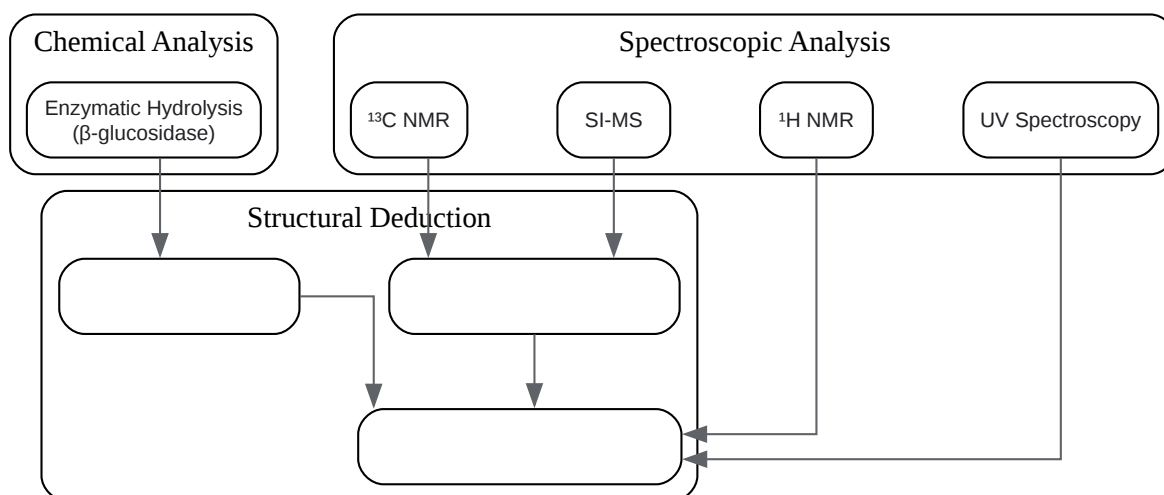 Chemical Analysis
Spectroscopic Analysis
Enzymatic Hydrolysis
(β-glucosidase)
¹³C NMR
SI-MS
¹H NMR
UV Spectroscopy
Structural Deduction